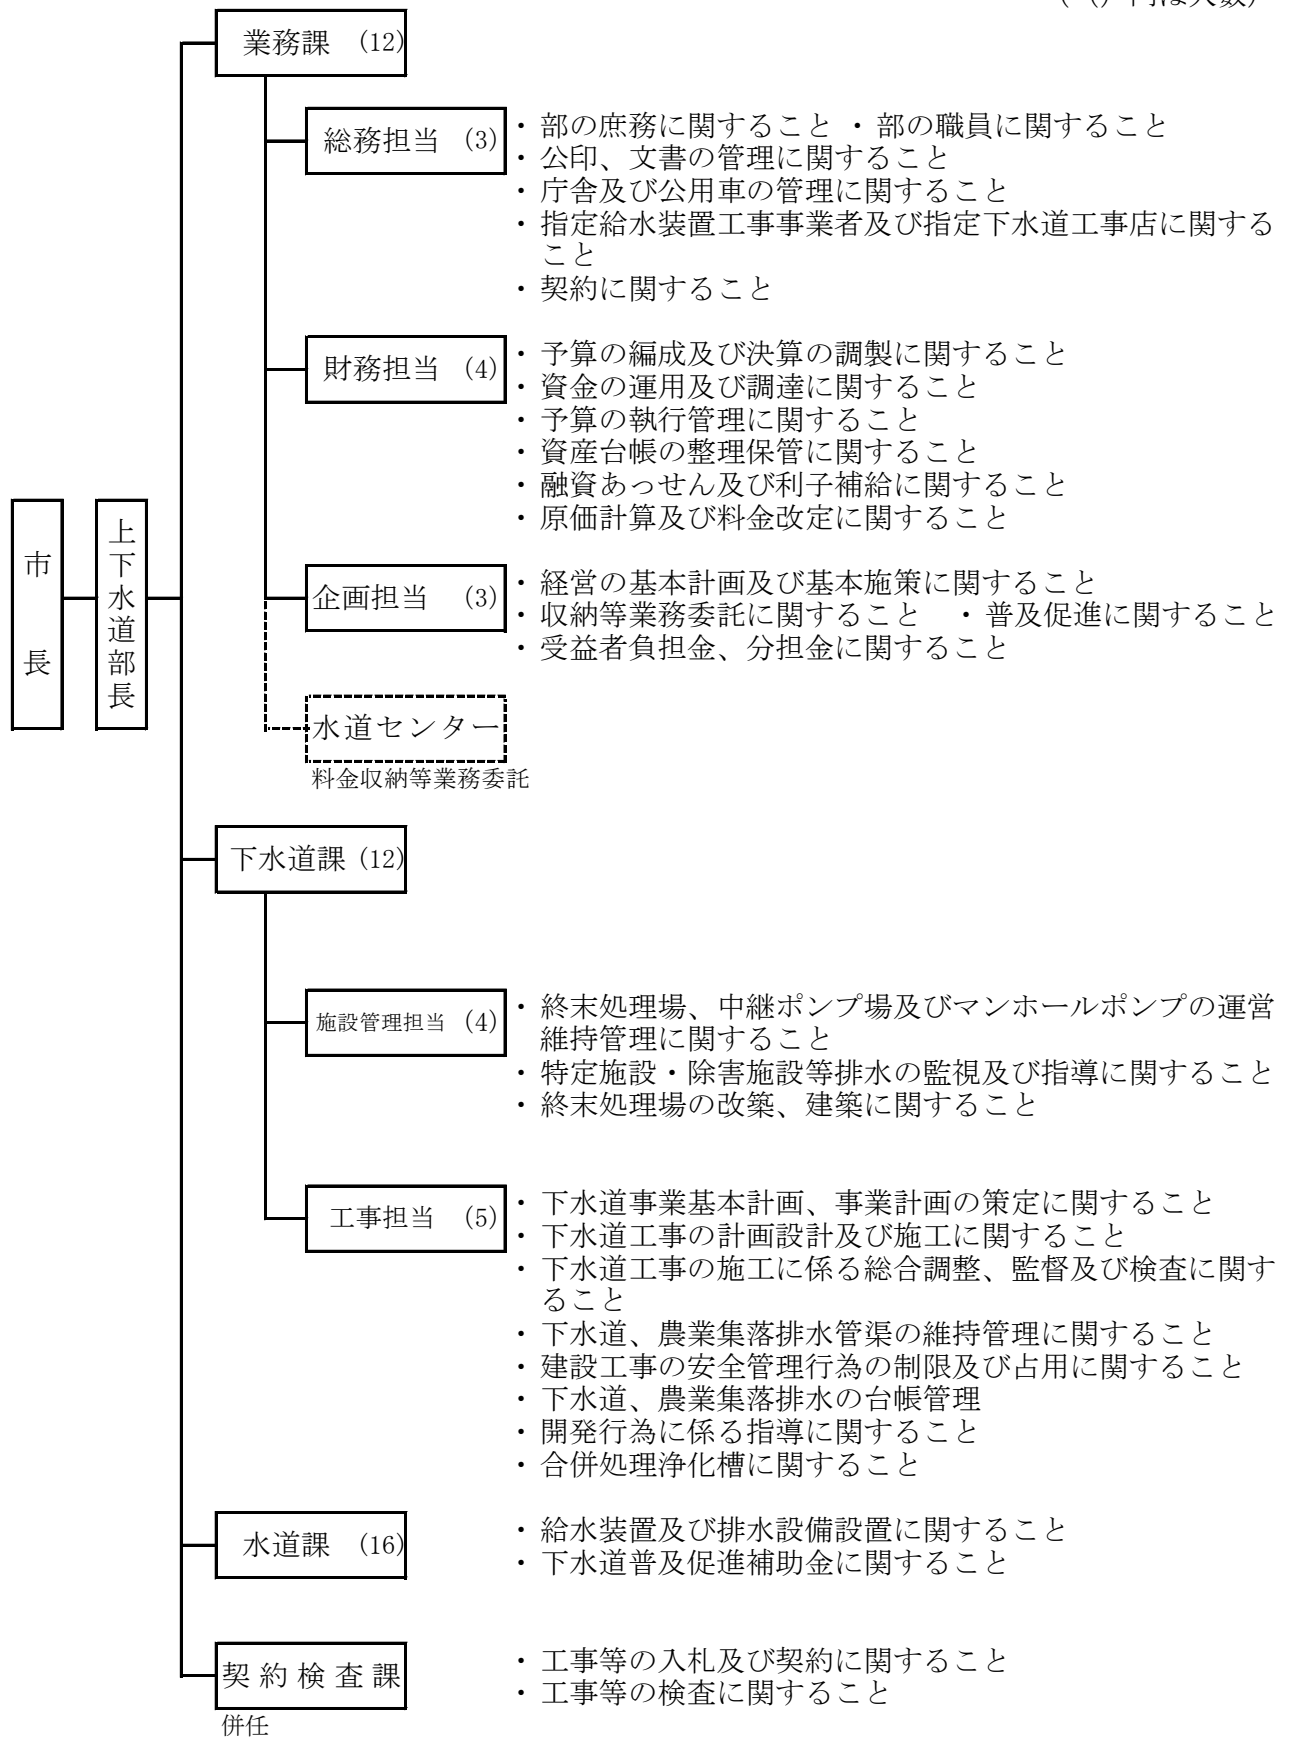 業務課 (12)
総務担当 (3)
・部の庶務に関すること ・部の職員に関すること
・公印、文書の管理に関すること
・庁舎及び公用車の管理に関すること
・指定給水装置工事事業者及び指定下水道工事店に関する
こと
・契約に関すること
財務担当 (4)
・予算の編成及び決算の調製に関すること
・資金の運用及び調達に関すること
・予算の執行管理に関すること
・資産台帳の整理保管に関すること
・融資あっせん及び利子補給に関すること
・原価計算及び料金改定に関すること
市長
上下水道部長
企画担当 (3)
・経営の基本計画及び基本施策に関すること
・収納等業務委託に関すること ・普及促進に関すること
・受益者負担金、分担金に関すること
水道センター
料金収納等業務委託
下水道課 (12)
施設管理担当 (4)
・終末処理場、中継ポンプ場及びマンホールポンプの運営
維持管理に関すること
・特定施設・除害施設等排水の監視及び指導に関すること
・終末処理場の改築、建築に関すること
工事担当 (5)
・下水道事業基本計画、事業計画の策定に関すること
・下水道工事の計画設計及び施工に関すること
・下水道工事の施工に係る総合調整、監督及び検査に関す
ること
・下水道、農業集落排水管渠の維持管理に関すること
・建設工事の安全管理行為の制限及び占用に関すること
・下水道、農業集落排水の台帳管理
・開発行為に係る指導に関すること
・合併処理浄化槽に関すること
水道課 (16)
・給水装置及び排水設備設置に関すること
・下水道普及促進補助金に関すること
契約検査課
・工事等の入札及び契約に関すること
・工事等の検査に関すること
併任